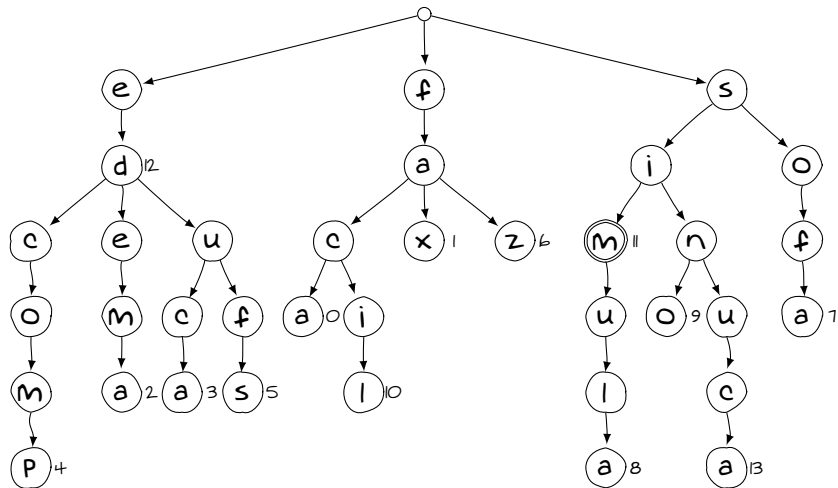 e f s
d 12 a i o
c e u c x 1 z 6 m 11 n f
o m c f a 0 i u o 9 u a 7
m a 2 a 3 s 5 l 10 l c
p 4 a 8 a 13